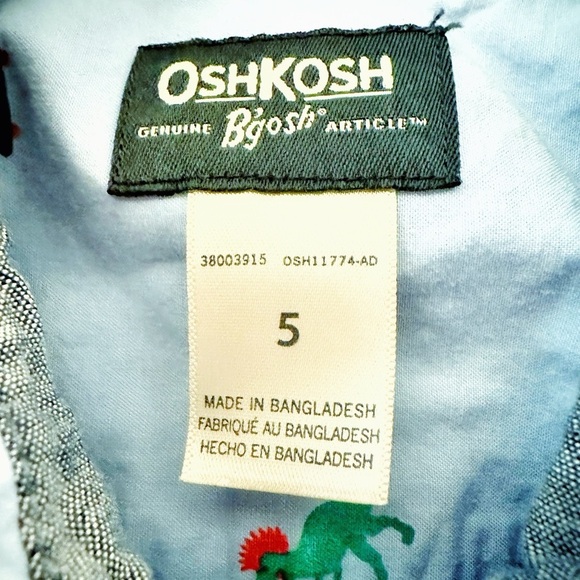 OSHKOSH
GENUINE B'gosh® ARTICLE™
38003915 OSH11774-AD
5
MADE IN BANGLADESH
FABRIQUÉ AU BANGLADESH
HECHO EN BANGLADESH